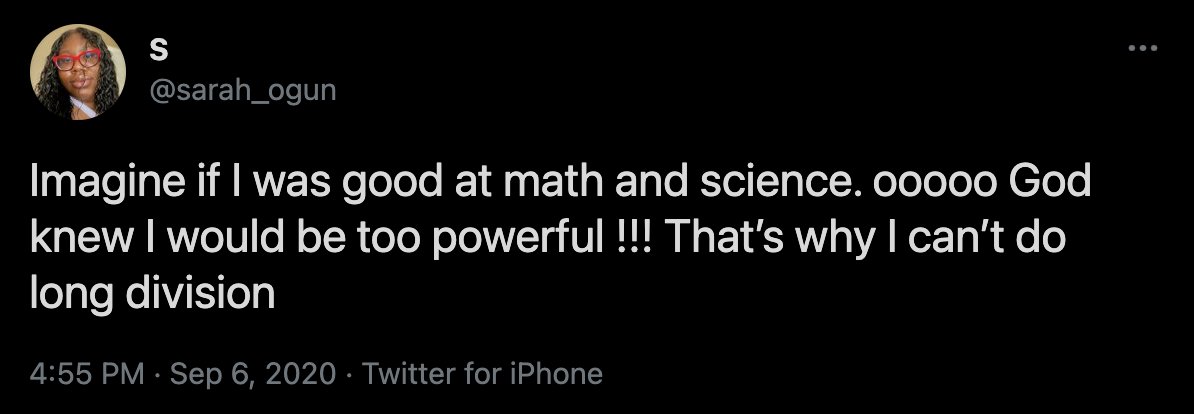 S
@sarah_ogun
Imagine if I was good at math and science. ooooo God
knew I would be too powerful !!! That’s why I can’t do
long division
4:55 PM · Sep 6, 2020 · Twitter for iPhone